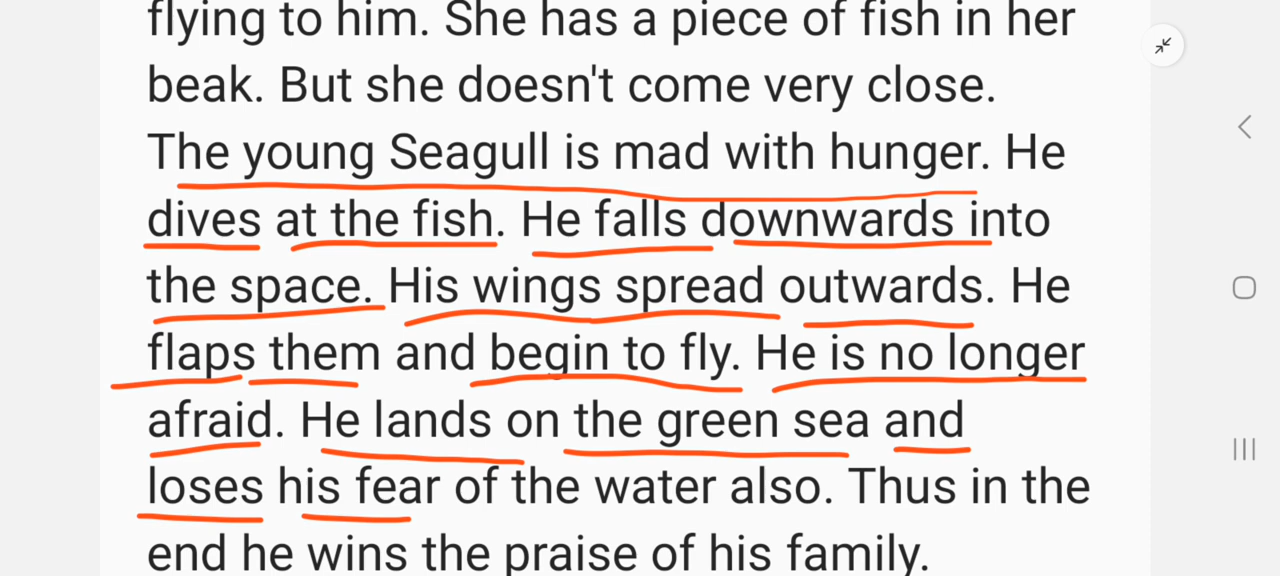 flying to him. She has a piece of fish in her
beak. But she doesn't come very close.
The young Seagull is mad with hunger. He
dives at the fish. He falls downwards into
the space. His wings spread outwards. He
flaps them and begin to fly. He is no longer
afraid. He lands on the green sea and
loses his fear of the water also. Thus in the
end he wins the praise of his family.